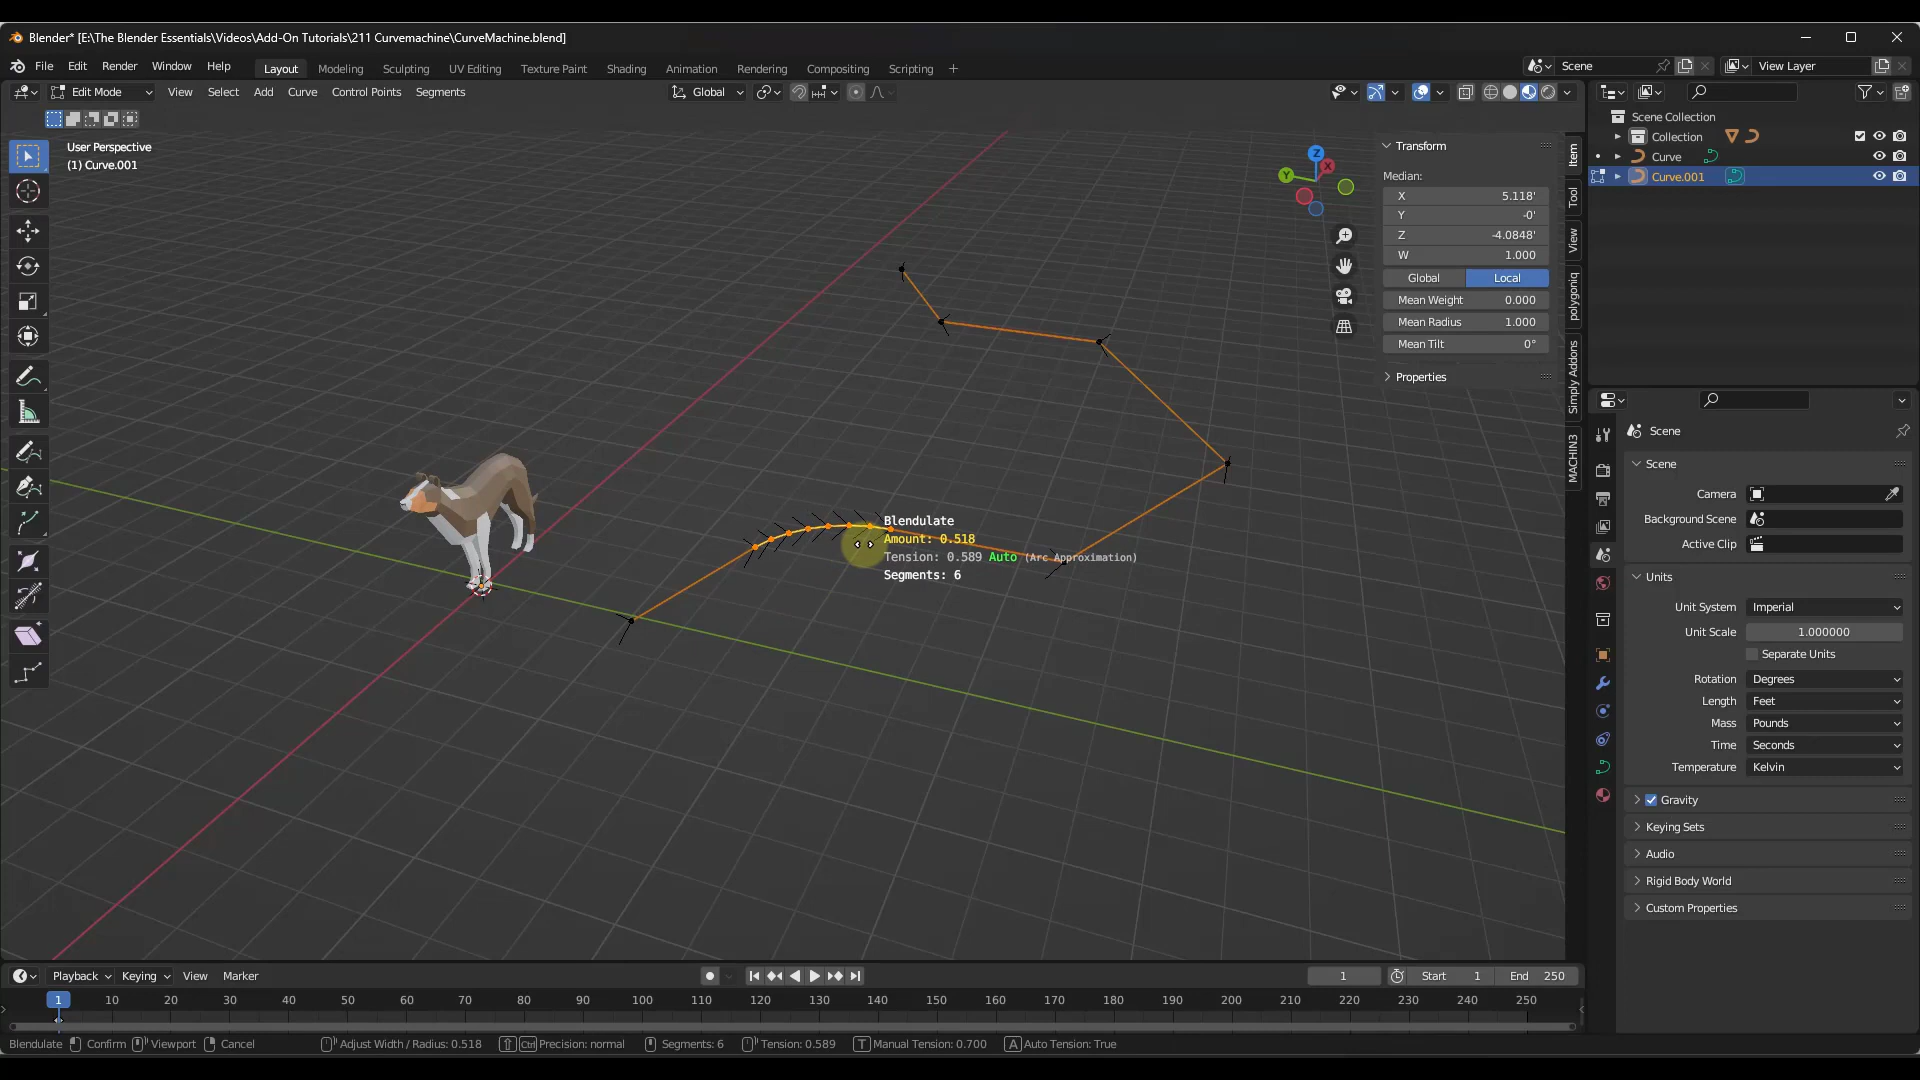 Blender* [E:\The Blender Essentials\Videos\Add-On Tutorials\211 Curvemachine\CurveMachine.blend]
File Edit Render Window Help Layout Modeling Sculpting UV Editing Texture Paint Shading Animation Rendering Compositing Scripting + Scene View Layer
Edit Mode View Select Add Curve Control Points Segments Global
User Perspective
(1) Curve.001
Z
X
Y
Transform
Median:
X 5.118'
Y -0'
Z -4.0848'
W 1.000
Global Local
Mean Weight 0.000
Mean Radius 1.000
Mean Tilt 0°
Properties
Item
Tool
View
polygoniq
Simply Addons
MACHIN3
Blendulate
Amount: 0.518
Tension: 0.589 Auto (Arc Approximation)
Segments: 6
Scene Collection
Collection
Curve
Curve.001
Scene
Scene
Camera
Background Scene
Active Clip
Units
Unit System Imperial
Unit Scale 1.000000
Separate Units
Rotation Degrees
Length Feet
Mass Pounds
Time Seconds
Temperature Kelvin
Gravity
Keying Sets
Audio
Rigid Body World
Custom Properties
Playback Keying View Marker 1 Start 1 End 250
1 10 20 30 40 50 60 70 80 90 100 110 120 130 140 150 160 170 180 190 200 210 220 230 240 250
Blendulate Confirm Viewport Cancel Adjust Width / Radius: 0.518 Ctrl Precision: normal Segments: 6 Tension: 0.589 T Manual Tension: 0.700 A Auto Tension: True